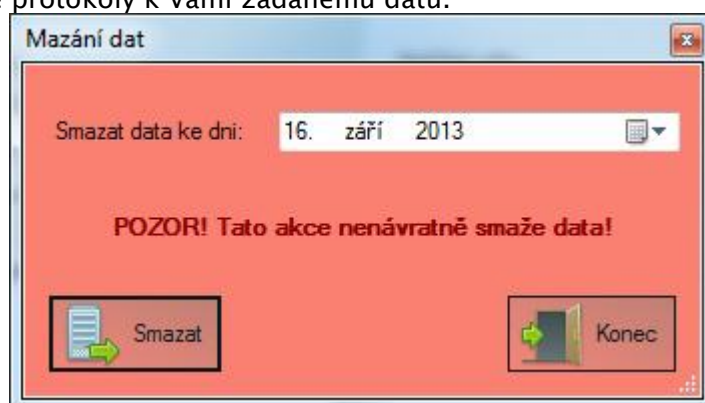 protokoly k Vámi zadanému datu.
Mazání dat
Smazat data ke dni: 16. září 2013
POZOR! Tato akce nenávratně smaže data!
Smazat Konec